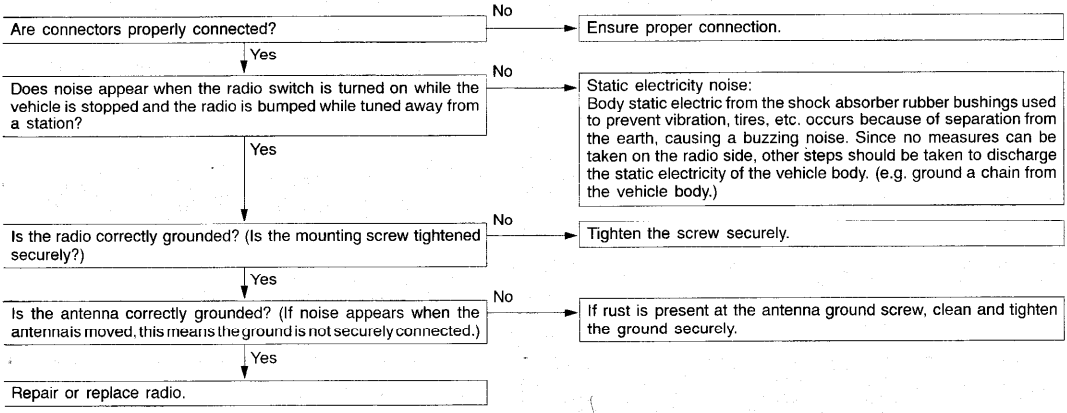 No
Are connectors properly connected?
Ensure proper connection.
Yes
No
Does noise appear when the radio switch is turned on while the
vehicle is stopped and the radio is bumped while tuned away from
a station?
Static electricity noise:
Body static electric from the shock absorber rubber bushings used
to prevent vibration, tires, etc. occurs because of separation from
the earth, causing a buzzing noise. Since no measures can be
taken on the radio side, other steps should be taken to discharge
the static electricity of the vehicle body. (e.g. ground a chain from
the vehicle body.)
Yes
No
Is the radio correctly grounded? (Is the mounting screw tightened
securely?)
Tighten the screw securely.
Yes
No
Is the antenna correctly grounded? (If noise appears when the
antennais moved, this means the ground is not securely connected.)
If rust is present at the antenna ground screw, clean and tighten
the ground securely.
Yes
Repair or replace radio.